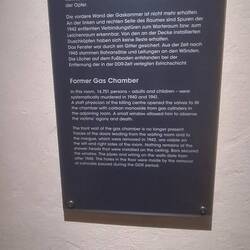 der Opfer.
Die vordere Wand der Gaskammer ist nicht mehr erhalten.
An der linken und rechten Seite des Raumes sind Spuren der
1942 entfernten Verbindungstüren zum Warteraum bzw. zum
Leichenraum erkennbar. Von den an der Decke installierten
Duschköpfen haben sich keine Reste erhalten.
Das Fenster war durch ein Gitter gesichert. Aus der Zeit nach
1945 stammen Rohransätze und Leitungen an den Wänden.
Die Löcher auf dem Fußboden entstanden bei der
Entfernung der in der DDR-Zeit verlegten Estrichschicht
Former Gas Chamber
In this room, 14,751 persons – adults and children – were
systematically murdered in 1940 and 1941.
A staff physician of the killing centre opened the valves to fill
the chamber with carbon monoxide from gas canisters in
the adjoining room. A small window allowed him to observe
the victims' agony and death.
The front wall of the gas chamber is no longer present.
Traces of the doors leading from the waiting room and to
the morgue, which were removed in 1942, are visible
on the left and right sides of the room. Nothing remains of the
shower heads that were installed on the ceiling. Bars secured
the window. The pipes and wiring on the walls date from
after 1945. The holes in the floor were made by the removal
of concrete poured during the GDR period.